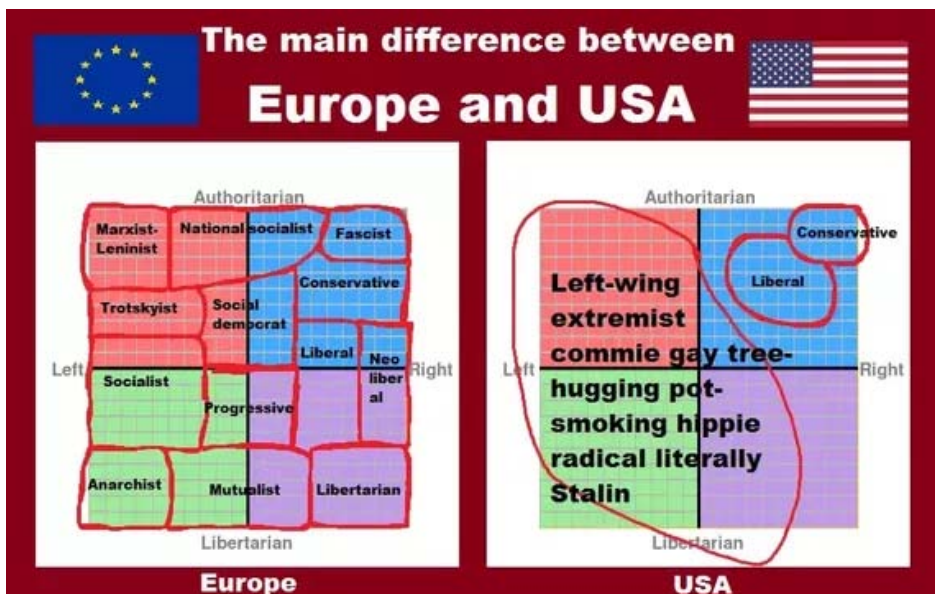 The main difference between
Europe and USA
Authoritarian
Marxist-
Leninist
National socialist
Fascist
Conservative
Trotskyist
Social
democrat
Liberal
Neo
liber
al
Left
Right
Socialist
Progressive
Anarchist
Mutualist
Libertarian
Libertarian
Europe
Authoritarian
Conservative
Liberal
Left-wing
extremist
commie gay tree-
hugging pot-
smoking hippie
radical literally
Stalin
Left
Right
Libertarian
USA